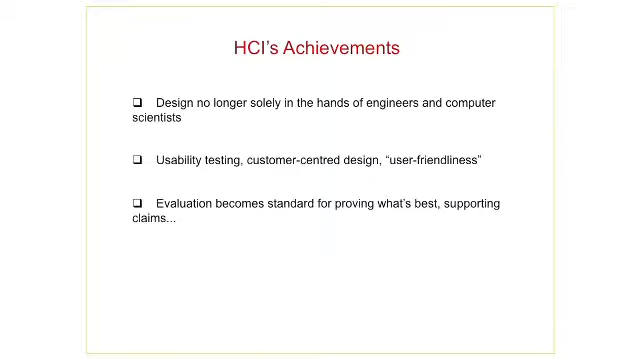 HCI’s Achievements
❑ Design no longer solely in the hands of engineers and computer
scientists
❑ Usability testing, customer-centred design, “user-friendliness”
❑ Evaluation becomes standard for proving what’s best, supporting
claims...